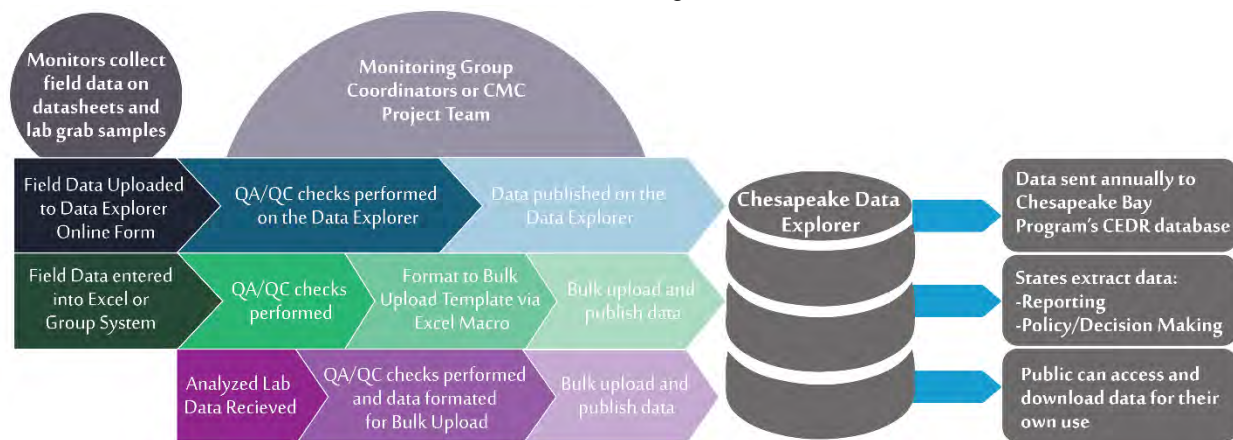 Monitors collect
field data on
datasheets and
lab grab samples
Monitoring Group
Coordinators or CMC
Project Team
Field Data Uploaded
to Data Explorer
Online Form
QA/QC checks performed
on the Data Explorer
Data published on the
Data Explorer
Field Data entered
into Excel or
Group System
QA/QC checks
performed
Format to Bulk
Upload Template via
Excel Macro
Bulk upload and
publish data
Analyzed Lab
Data Recieved
QA/QC checks performed
and data formated
for Bulk Upload
Bulk upload and
publish data
Chesapeake Data
Explorer
Data sent annually to
Chesapeake Bay
Program's CEDR database
States extract data:
-Reporting
-Policy/Decision Making
Public can access and
download data for their
own use